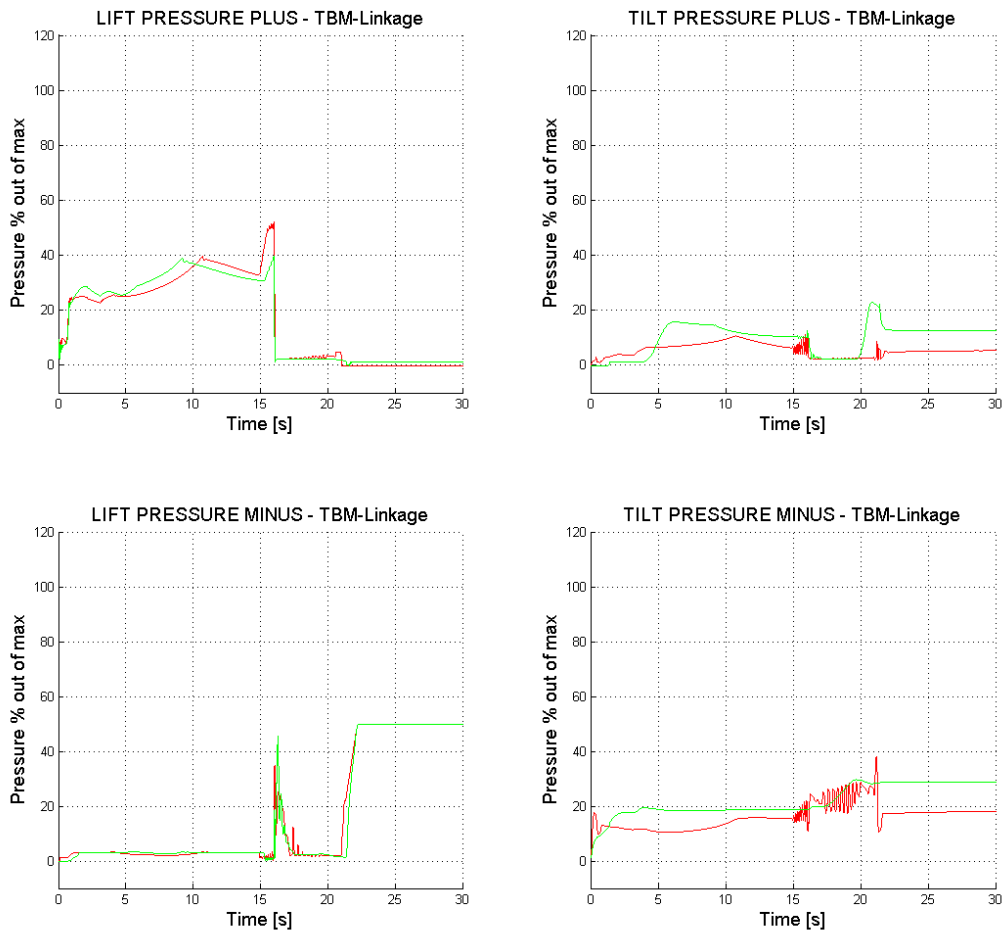 LIFT PRESSURE PLUS - TBM-Linkage
120
100
80
60
40
20
0
Pressure % out of max
0 5 10 15 20 25 30
Time [s]
TILT PRESSURE PLUS - TBM-Linkage
120
100
80
60
40
20
0
Pressure % out of max
0 5 10 15 20 25 30
Time [s]
LIFT PRESSURE MINUS - TBM-Linkage
120
100
80
60
40
20
0
Pressure % out of max
0 5 10 15 20 25 30
Time [s]
TILT PRESSURE MINUS - TBM-Linkage
120
100
80
60
40
20
0
Pressure % out of max
0 5 10 15 20 25 30
Time [s]